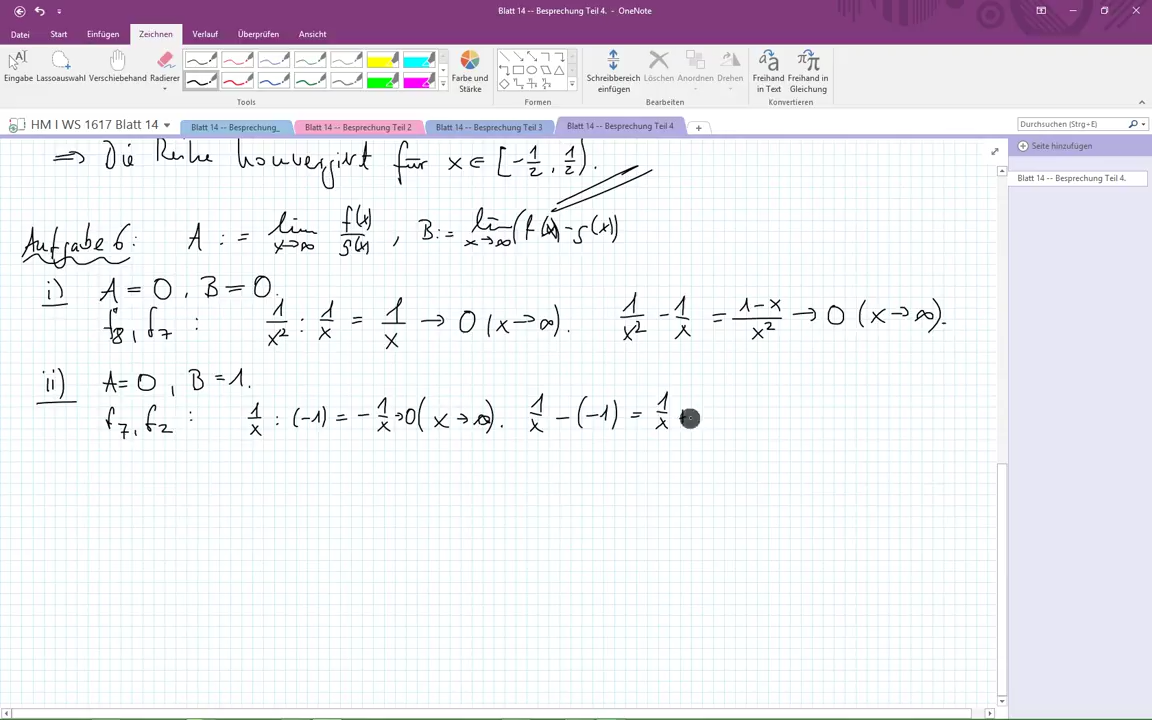 Blatt 14 -- Besprechung Teil 4. - OneNote
Datei Start Einfügen Zeichnen Verlauf Überprüfen Ansicht
Eingabe Lassoauswahl Verschiebehand Radierer Farbe und Stärke Schreibbereich einfügen Löschen Anordnen Drehen Freihand in Text Freihand in Gleichung
Tools Formen Bearbeiten Konvertieren
HM I WS 1617 Blatt 14 Blatt 14 -- Besprechung_ Blatt 14 -- Besprechung Teil 2 Blatt 14 -- Besprechung Teil 3 Blatt 14 -- Besprechung Teil 4. Durchsuchen (Strg+E)
Seite hinzufügen
Blatt 14 -- Besprechung Teil 4.
⇒ Die Reihe konvergiert für x ∈ [-1/2, 1/2).
Aufgabe 6: A := lim x→∞ f(x)/g(x), B := lim x→∞ (f(x) - g(x))
i) A = 0, B = 0.
f8, f7 : 1/x² : 1/x = 1/x → 0 (x→∞). 1/x² - 1/x = (1-x)/x² → 0 (x→∞).
ii) A = 0, B = 1.
f7, f2 : 1/x : (-1) = -1/x → 0 (x→∞). 1/x - (-1) = 1/x +